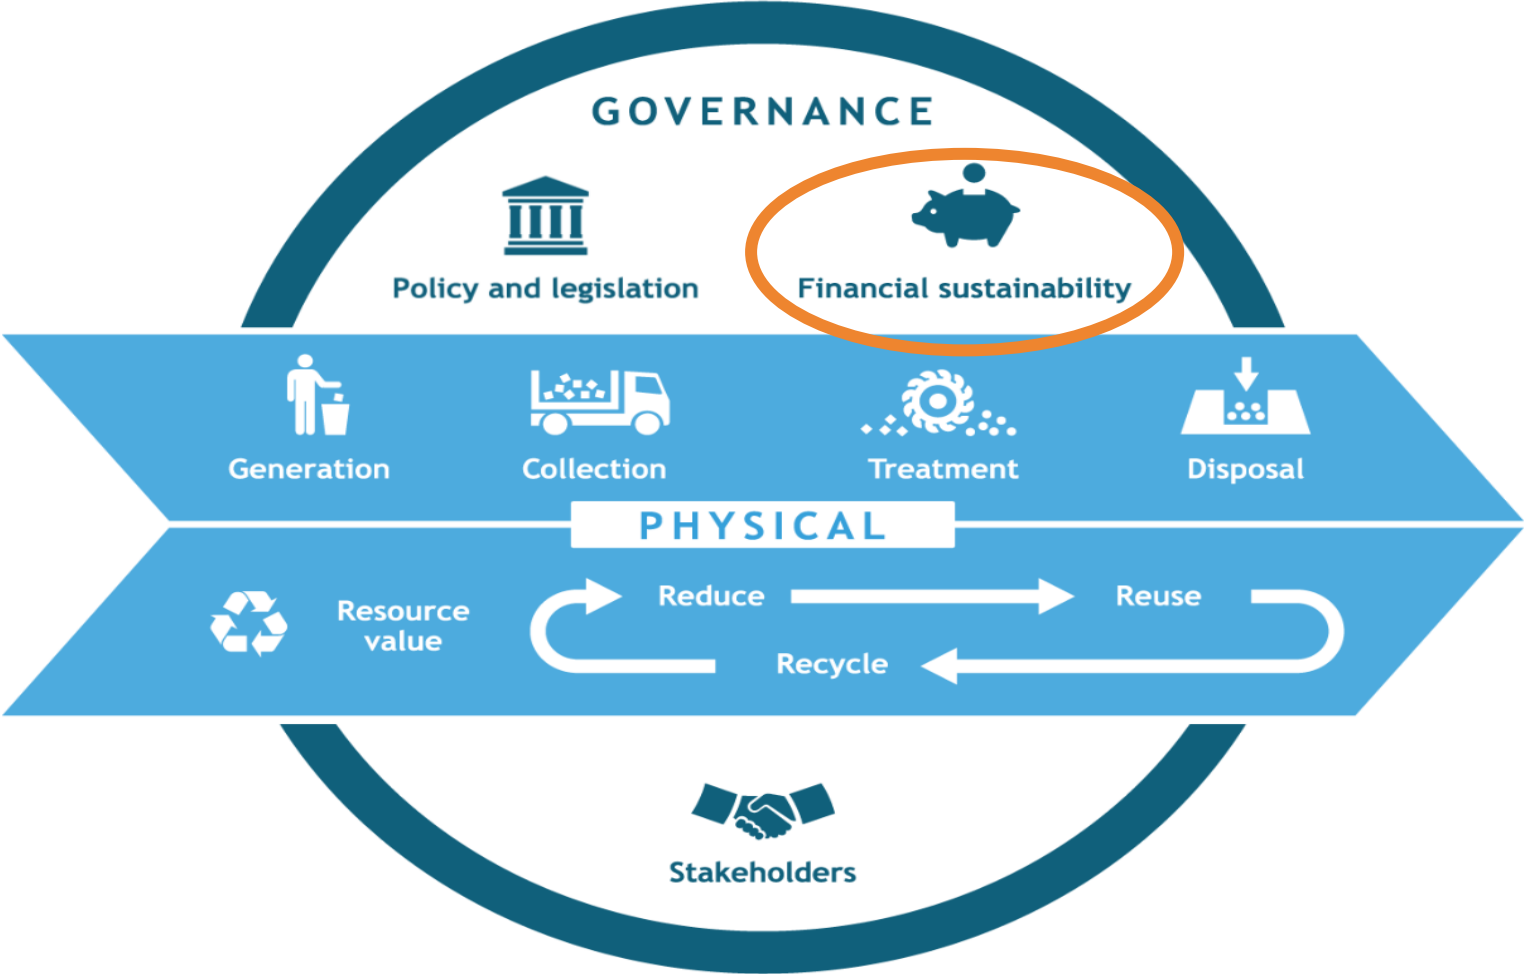 GOVERNANCE
Policy and legislation
Financial sustainability
Generation
Collection
Treatment
Disposal
PHYSICAL
Resource
value
Reduce
Reuse
Recycle
Stakeholders